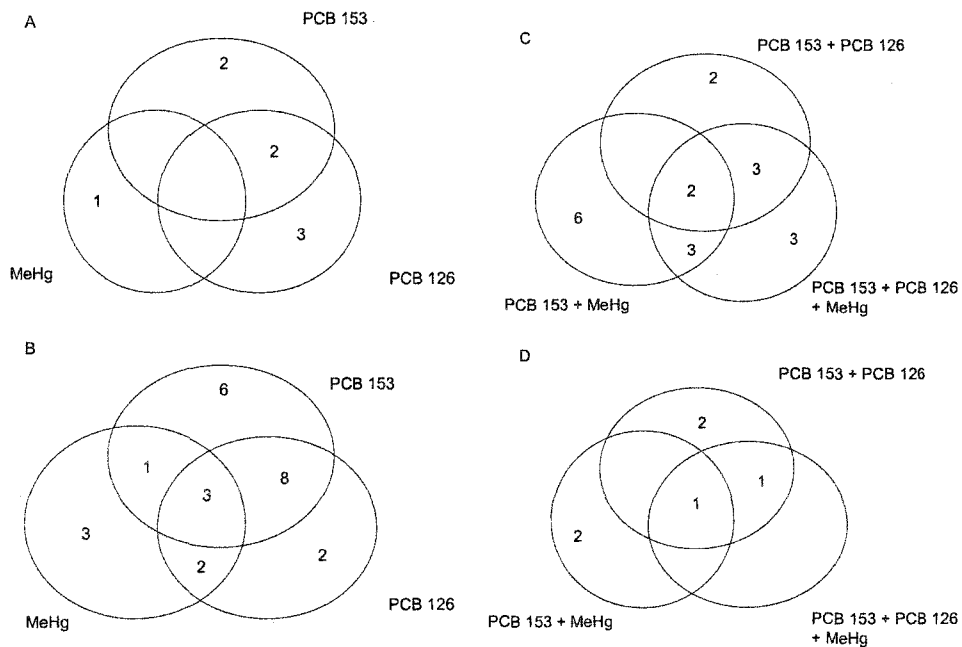 A
PCB 153
2
2
1
3
MeHg
PCB 126
B
PCB 153
6
1
3
8
3
2
2
MeHg
PCB 126
C
PCB 153 + PCB 126
2
3
2
6
3
3
PCB 153 + MeHg
PCB 153 + PCB 126
+ MeHg
D
PCB 153 + PCB 126
2
1
1
2
PCB 153 + MeHg
PCB 153 + PCB 126
+ MeHg